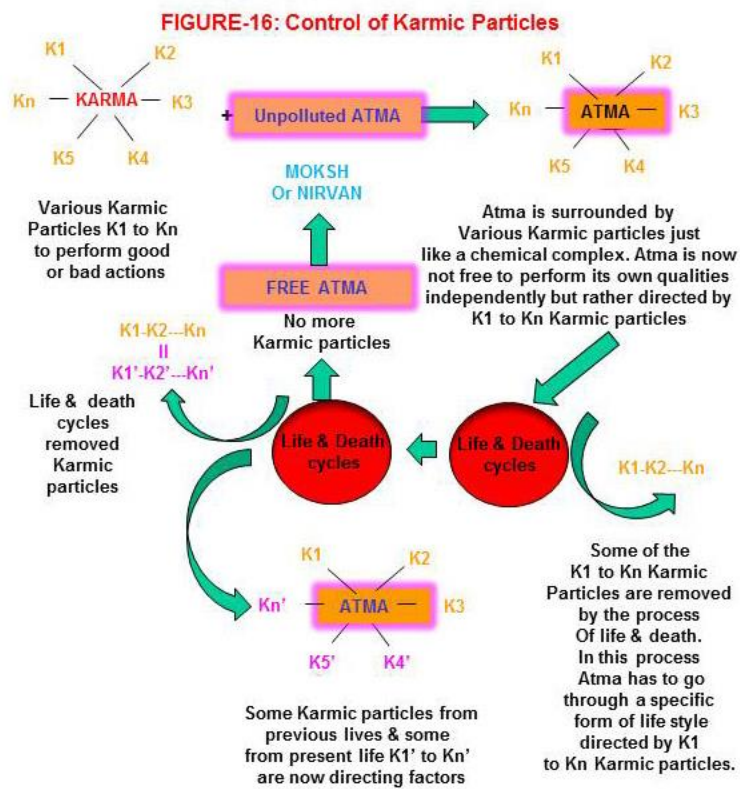 FIGURE-16: Control of Karmic Particles
K1
K2
Kn
KARMA
K3
K5
K4
+
Unpolluted ATMA
K1
K2
Kn
ATMA
K3
K5
K4
Various Karmic
Particles K1 to Kn
to perform good
or bad actions
MOKSH
Or NIRVAN
FREE ATMA
No more
Karmic particles
Atma is surrounded by
Various Karmic particles just
like a chemical complex. Atma is now
not free to perform its own qualities
independently but rather directed by
K1 to Kn Karmic particles
K1-K2---Kn
=
K1'-K2'---Kn'
Life & death
cycles
removed
Karmic
particles
Life & Death
cycles
Life & Death
cycles
K1-K2---Kn
Some of the
K1 to Kn Karmic
Particles are removed
by the process
Of life & death.
In this process
Atma has to go
through a specific
form of life style
directed by K1
to Kn Karmic particles.
K1
K2
Kn'
ATMA
K3
K5'
K4'
Some Karmic particles from
previous lives & some
from present life K1' to Kn'
are now directing factors